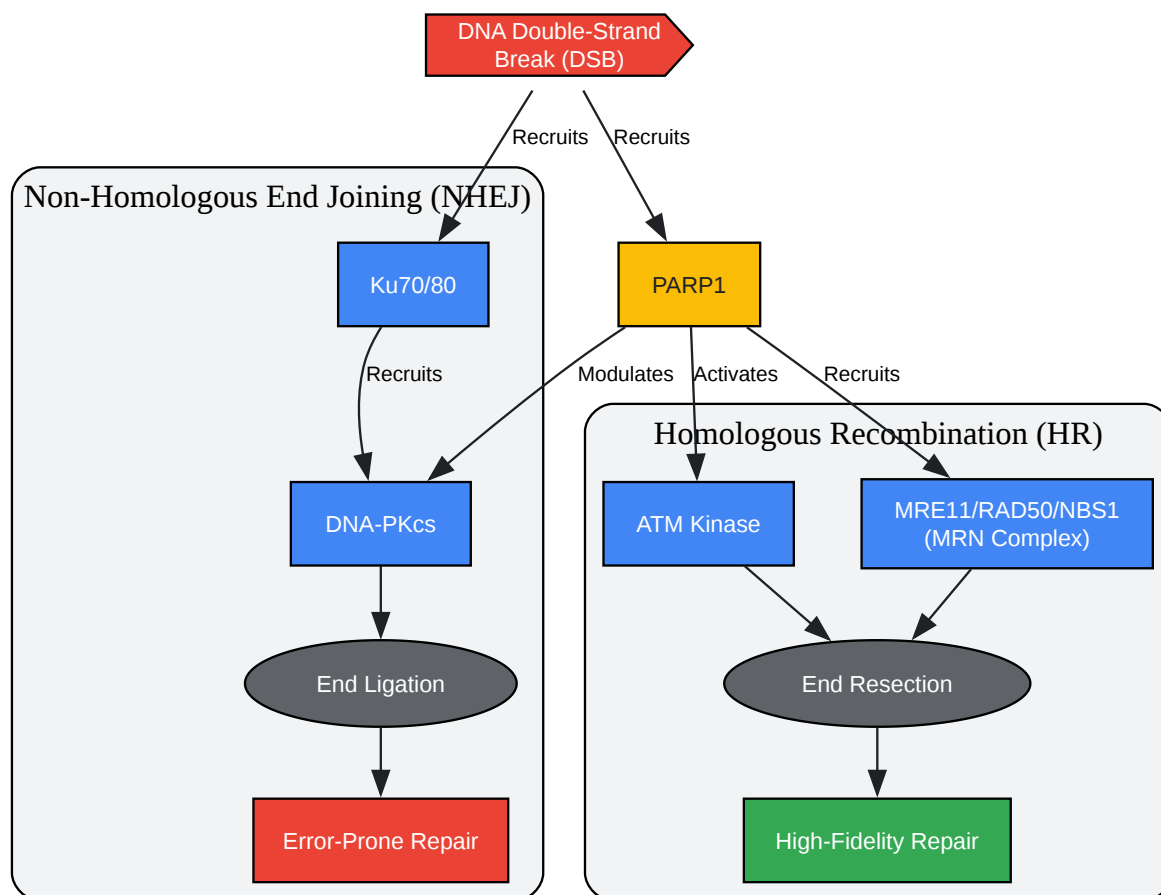 DNA Double-Strand
Break (DSB)
Recruits
Recruits
Non-Homologous End Joining (NHEJ)
Ku70/80
PARP1
Recruits
Modulates
Activates
Recruits
Homologous Recombination (HR)
DNA-PKcs
ATM Kinase
MRE11/RAD50/NBS1
(MRN Complex)
End Ligation
End Resection
Error-Prone Repair
High-Fidelity Repair